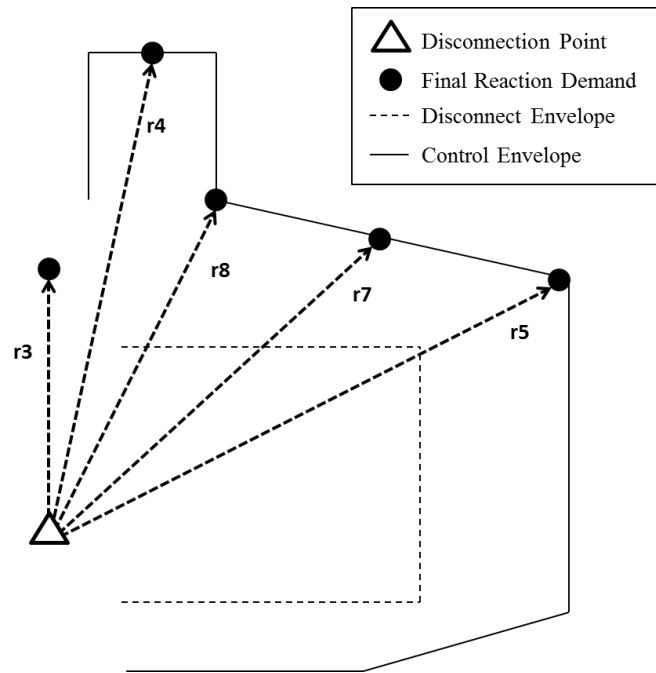 Disconnection Point
Final Reaction Demand
Disconnect Envelope
Control Envelope
r4
r8
r7
r3
r5